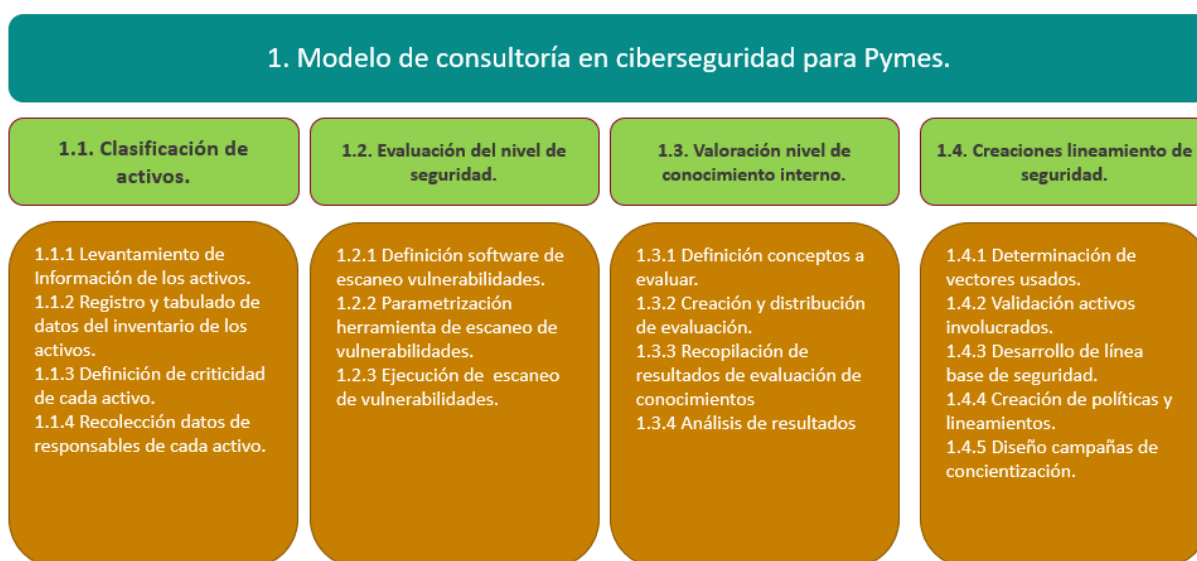 1. Modelo de consultoría en ciberseguridad para Pymes.
1.1. Clasificación de
activos.
1.2. Evaluación del nivel de
seguridad.
1.3. Valoración nivel de
conocimiento interno.
1.4. Creaciones lineamiento de
seguridad.
1.1.1 Levantamiento de
Información de los activos.
1.1.2 Registro y tabulado de
datos del inventario de los
activos.
1.1.3 Definición de criticidad
de cada activo.
1.1.4 Recolección datos de
responsables de cada activo.
1.2.1 Definición software de
escaneo vulnerabilidades.
1.2.2 Parametrización
herramienta de escaneo de
vulnerabilidades.
1.2.3 Ejecución de escaneo
de vulnerabilidades.
1.3.1 Definición conceptos a
evaluar.
1.3.2 Creación y distribución
de evaluación.
1.3.3 Recopilación de
resultados de evaluación de
conocimientos
1.3.4 Análisis de resultados
1.4.1 Determinación de
vectores usados.
1.4.2 Validación activos
involucrados.
1.4.3 Desarrollo de línea
base de seguridad.
1.4.4 Creación de políticas y
lineamientos.
1.4.5 Diseño campañas de
concientización.